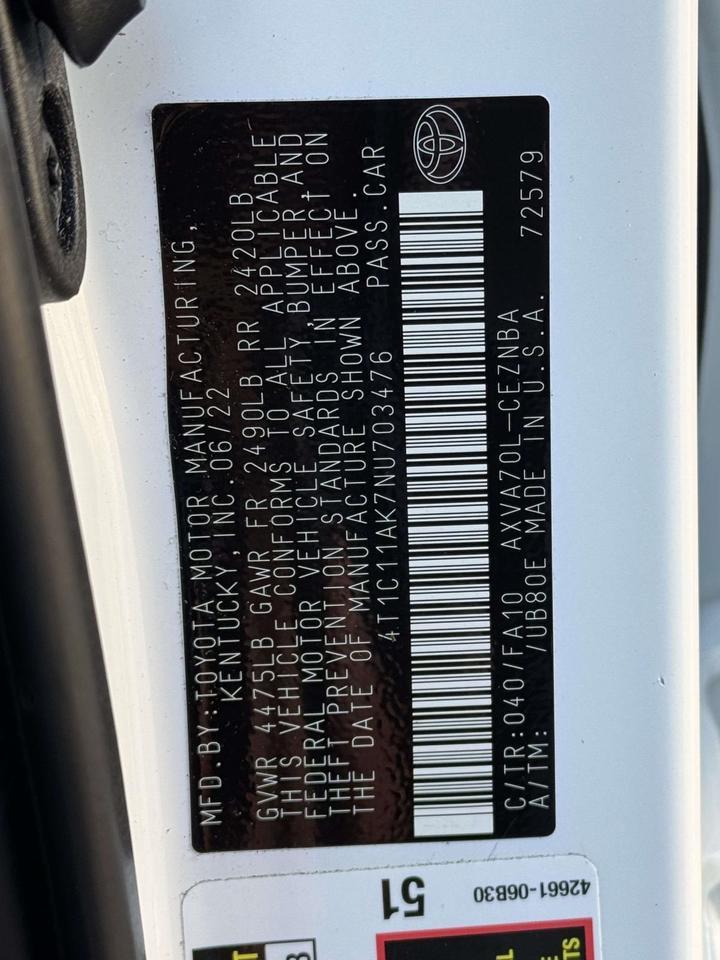 MFD.BY:TOYOTA MOTOR MANUFACTURING,
KENTUCKY,INC.06/22
GVWR 4475LB GAWR FR 2490LB RR 2420LB
THIS VEHICLE CONFORMS TO ALL APPLICABLE
FEDERAL MOTOR VEHICLE SAFETY,BUMPER,AND
THEFT PREVENTION STANDARDS IN EFFECT ON
THE DATE OF MANUFACTURE SHOWN ABOVE.
4T1C11AK7NU703476 PASS.CAR
C/TR:040/FA10 AXVA70L-CEZNBA
A/TM: /UB80E MADE IN U.S.A. 72579
42661-06B30
51